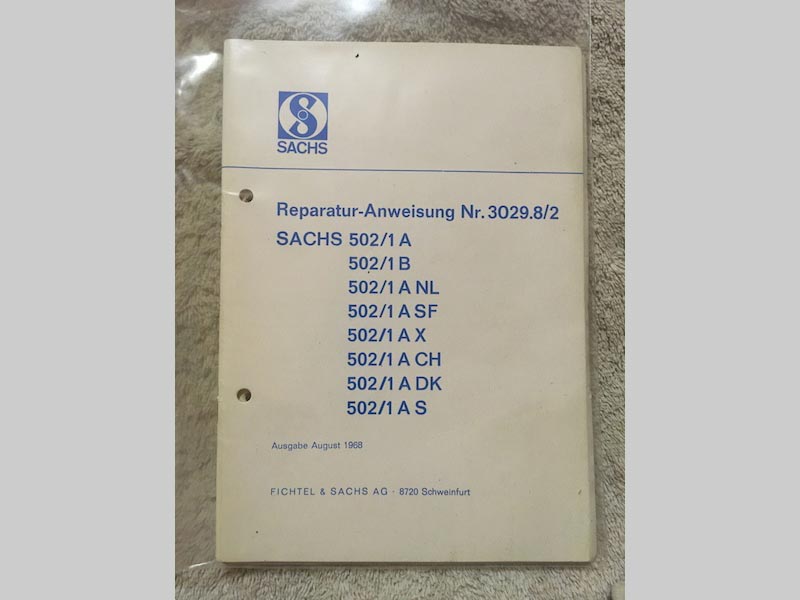 SACHS
Reparatur-Anweisung Nr. 3029.8/2
SACHS 502/1 A
502/1 B
502/1 A NL
502/1 A SF
502/1 A X
502/1 A CH
502/1 A DK
502/1 A S
Ausgabe August 1968
FICHTEL & SACHS AG · 8720 Schweinfurt